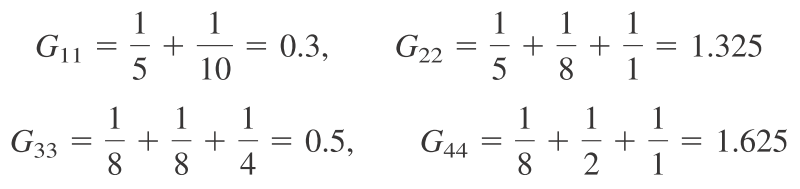 G₁₁ = 1/5 + 1/10 = 0.3, G₂₂ = 1/5 + 1/8 + 1/1 = 1.325
G₃₃ = 1/8 + 1/8 + 1/4 = 0.5, G₄₄ = 1/8 + 1/2 + 1/1 = 1.625